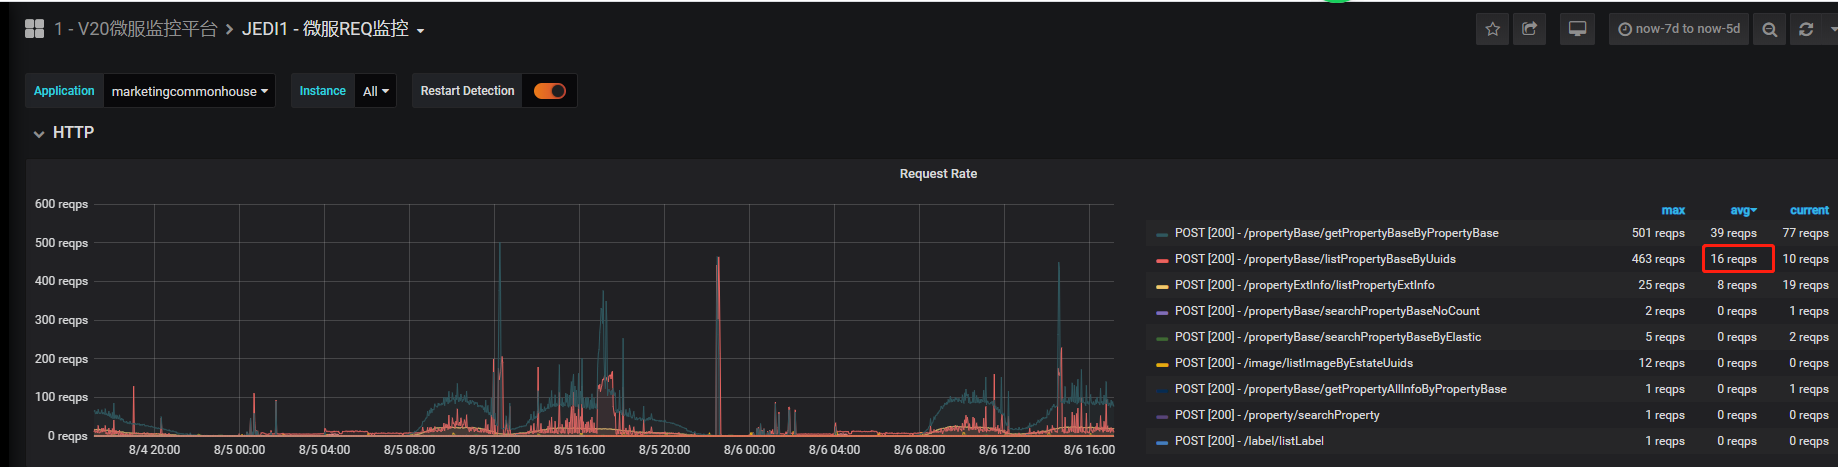 1 - V20微服监控平台 > JEDI1 - 微服REQ监控
now-7d to now-5d
Application marketingcommonhouse Instance All Restart Detection
HTTP
Request Rate
600 reqps
500 reqps
400 reqps
300 reqps
200 reqps
100 reqps
0 reqps
8/4 20:00 8/5 00:00 8/5 04:00 8/5 08:00 8/5 12:00 8/5 16:00 8/5 20:00 8/6 00:00 8/6 04:00 8/6 08:00 8/6 12:00 8/6 16:00
max avg current
POST [200] - /propertyBase/getPropertyBaseByPropertyBase 501 reqps 39 reqps 77 reqps
POST [200] - /propertyBase/listPropertyBaseByUuids 463 reqps 16 reqps 10 reqps
POST [200] - /propertyExtInfo/listPropertyExtInfo 25 reqps 8 reqps 19 reqps
POST [200] - /propertyBase/searchPropertyBaseNoCount 2 reqps 0 reqps 1 reqps
POST [200] - /propertyBase/searchPropertyBaseByElastic 5 reqps 0 reqps 2 reqps
POST [200] - /image/listImageByEstateUuids 12 reqps 0 reqps 0 reqps
POST [200] - /propertyBase/getPropertyAllInfoByPropertyBase 1 reqps 0 reqps 1 reqps
POST [200] - /property/searchProperty 1 reqps 0 reqps 0 reqps
POST [200] - /label/listLabel 1 reqps 0 reqps 0 reqps